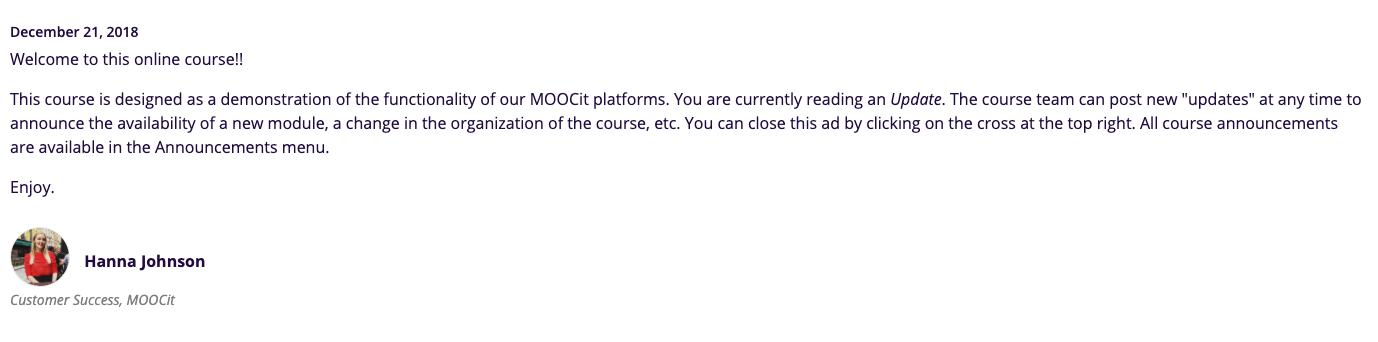 December 21, 2018
Welcome to this online course!!
This course is designed as a demonstration of the functionality of our MOOCit platforms. You are currently reading an Update. The course team can post new "updates" at any time to
announce the availability of a new module, a change in the organization of the course, etc. You can close this ad by clicking on the cross at the top right. All course announcements
are available in the Announcements menu.
Enjoy.
Hanna Johnson
Customer Success, MOOCit